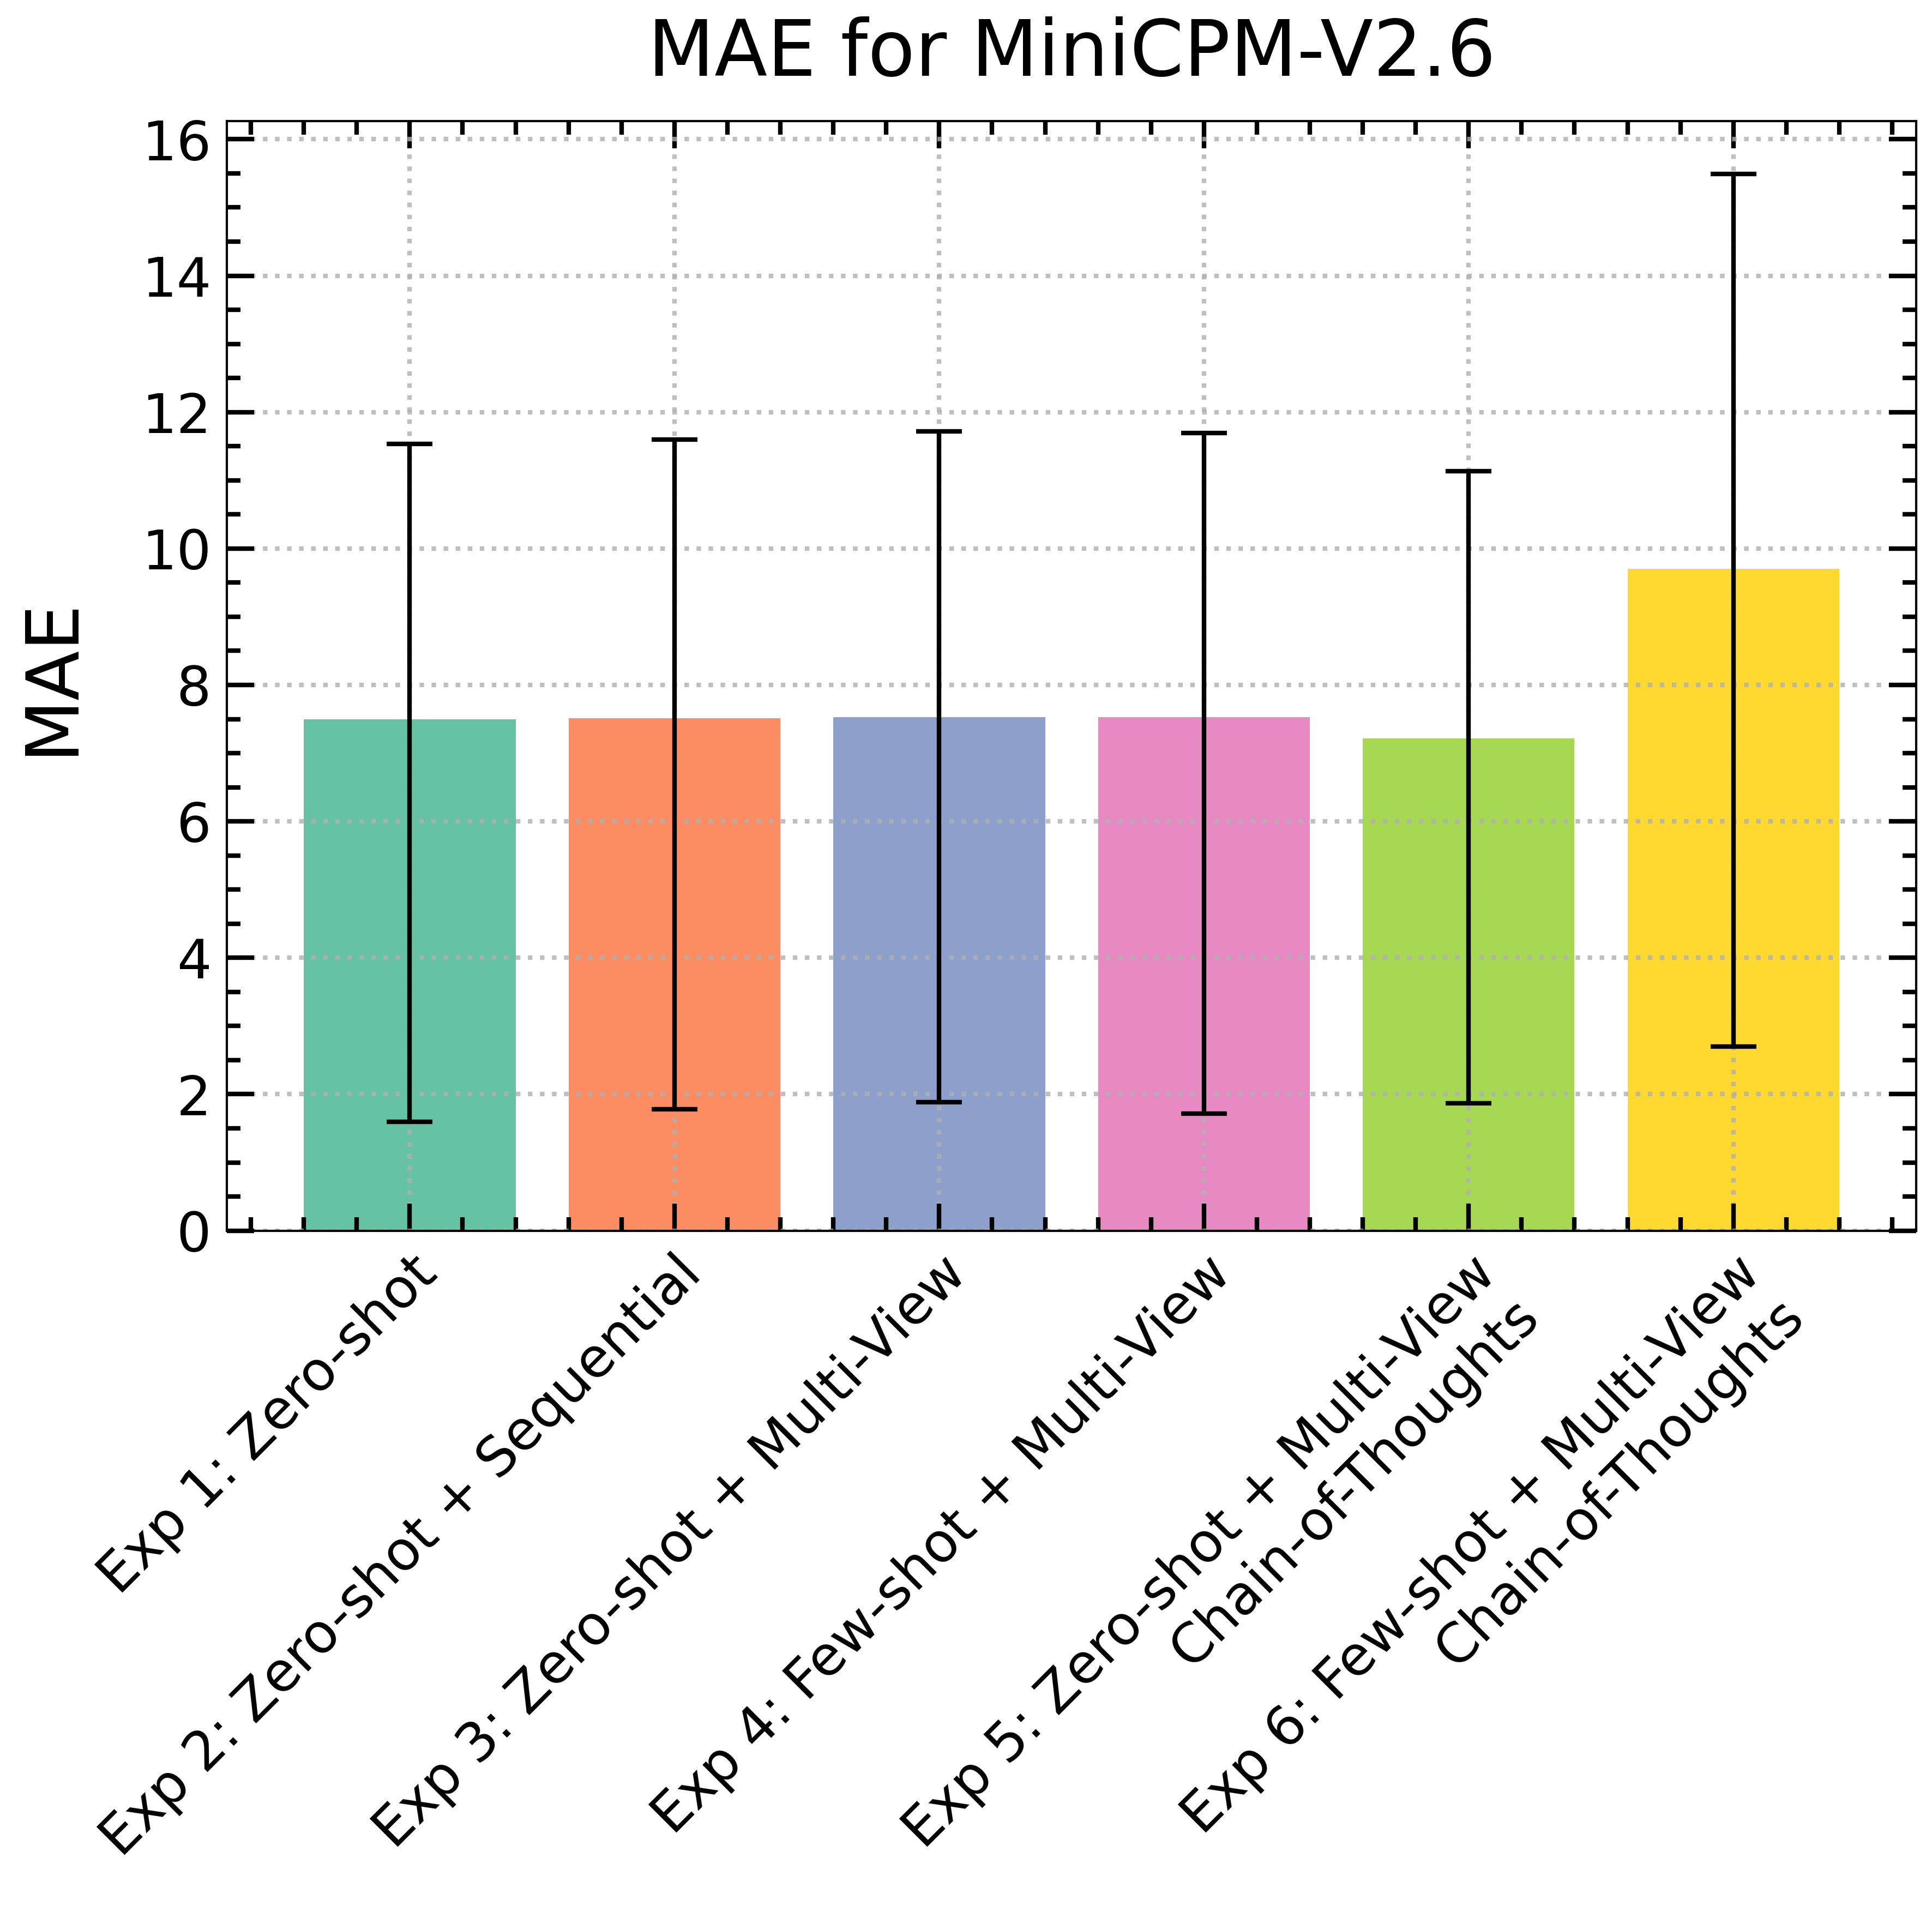 MAE for MiniCPM-V2.6
MAE
16
14
12
10
8
6
4
2
0
Exp 1: Zero-shot
Exp 2: Zero-shot + Sequential
Exp 3: Zero-shot + Multi-View
Exp 4: Few-shot + Multi-View
Exp 5: Zero-shot + Multi-View
Chain-of-Thoughts
Exp 6: Few-shot + Multi-View
Chain-of-Thoughts